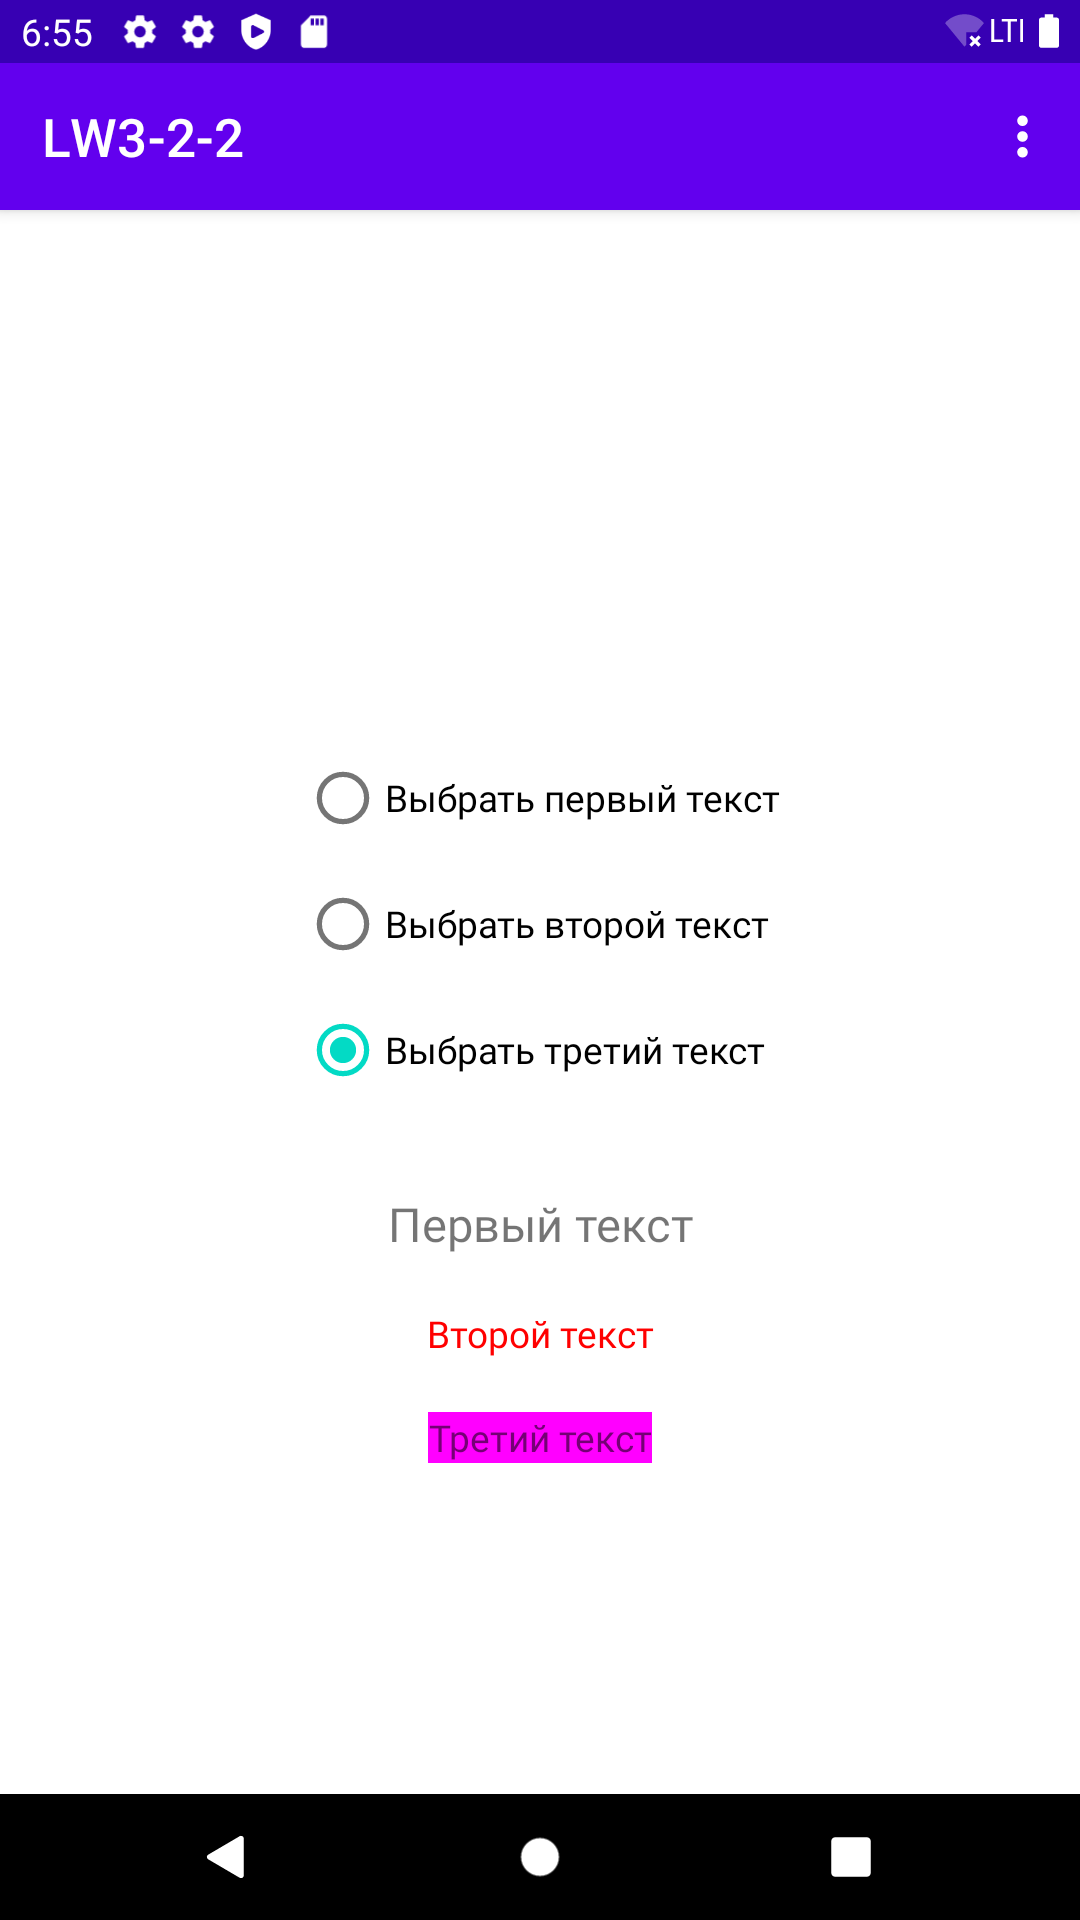 6:55 LTI
LW3-2-2
Выбрать первый текст
Выбрать второй текст
Выбрать третий текст
Первый текст
Второй текст
Третий текст